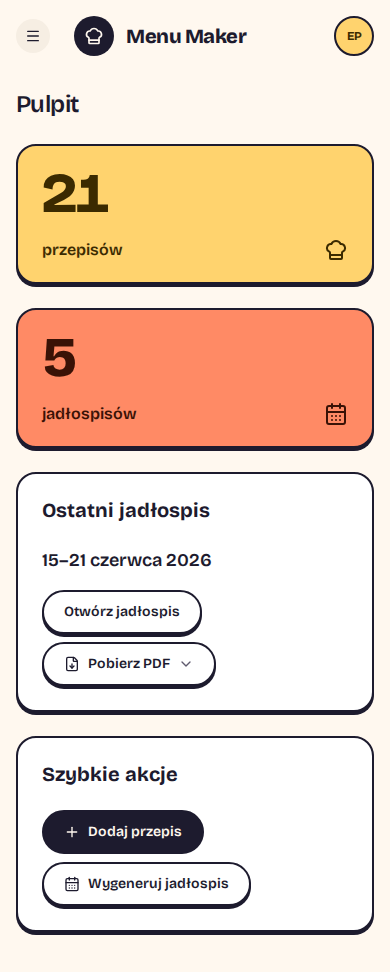 Menu Maker
EP
Pulpit
21
przepisów
5
jadłospisów
Ostatni jadłospis
15–21 czerwca 2026
Otwórz jadłospis
Pobierz PDF
Szybkie akcje
Dodaj przepis
Wygeneruj jadłospis